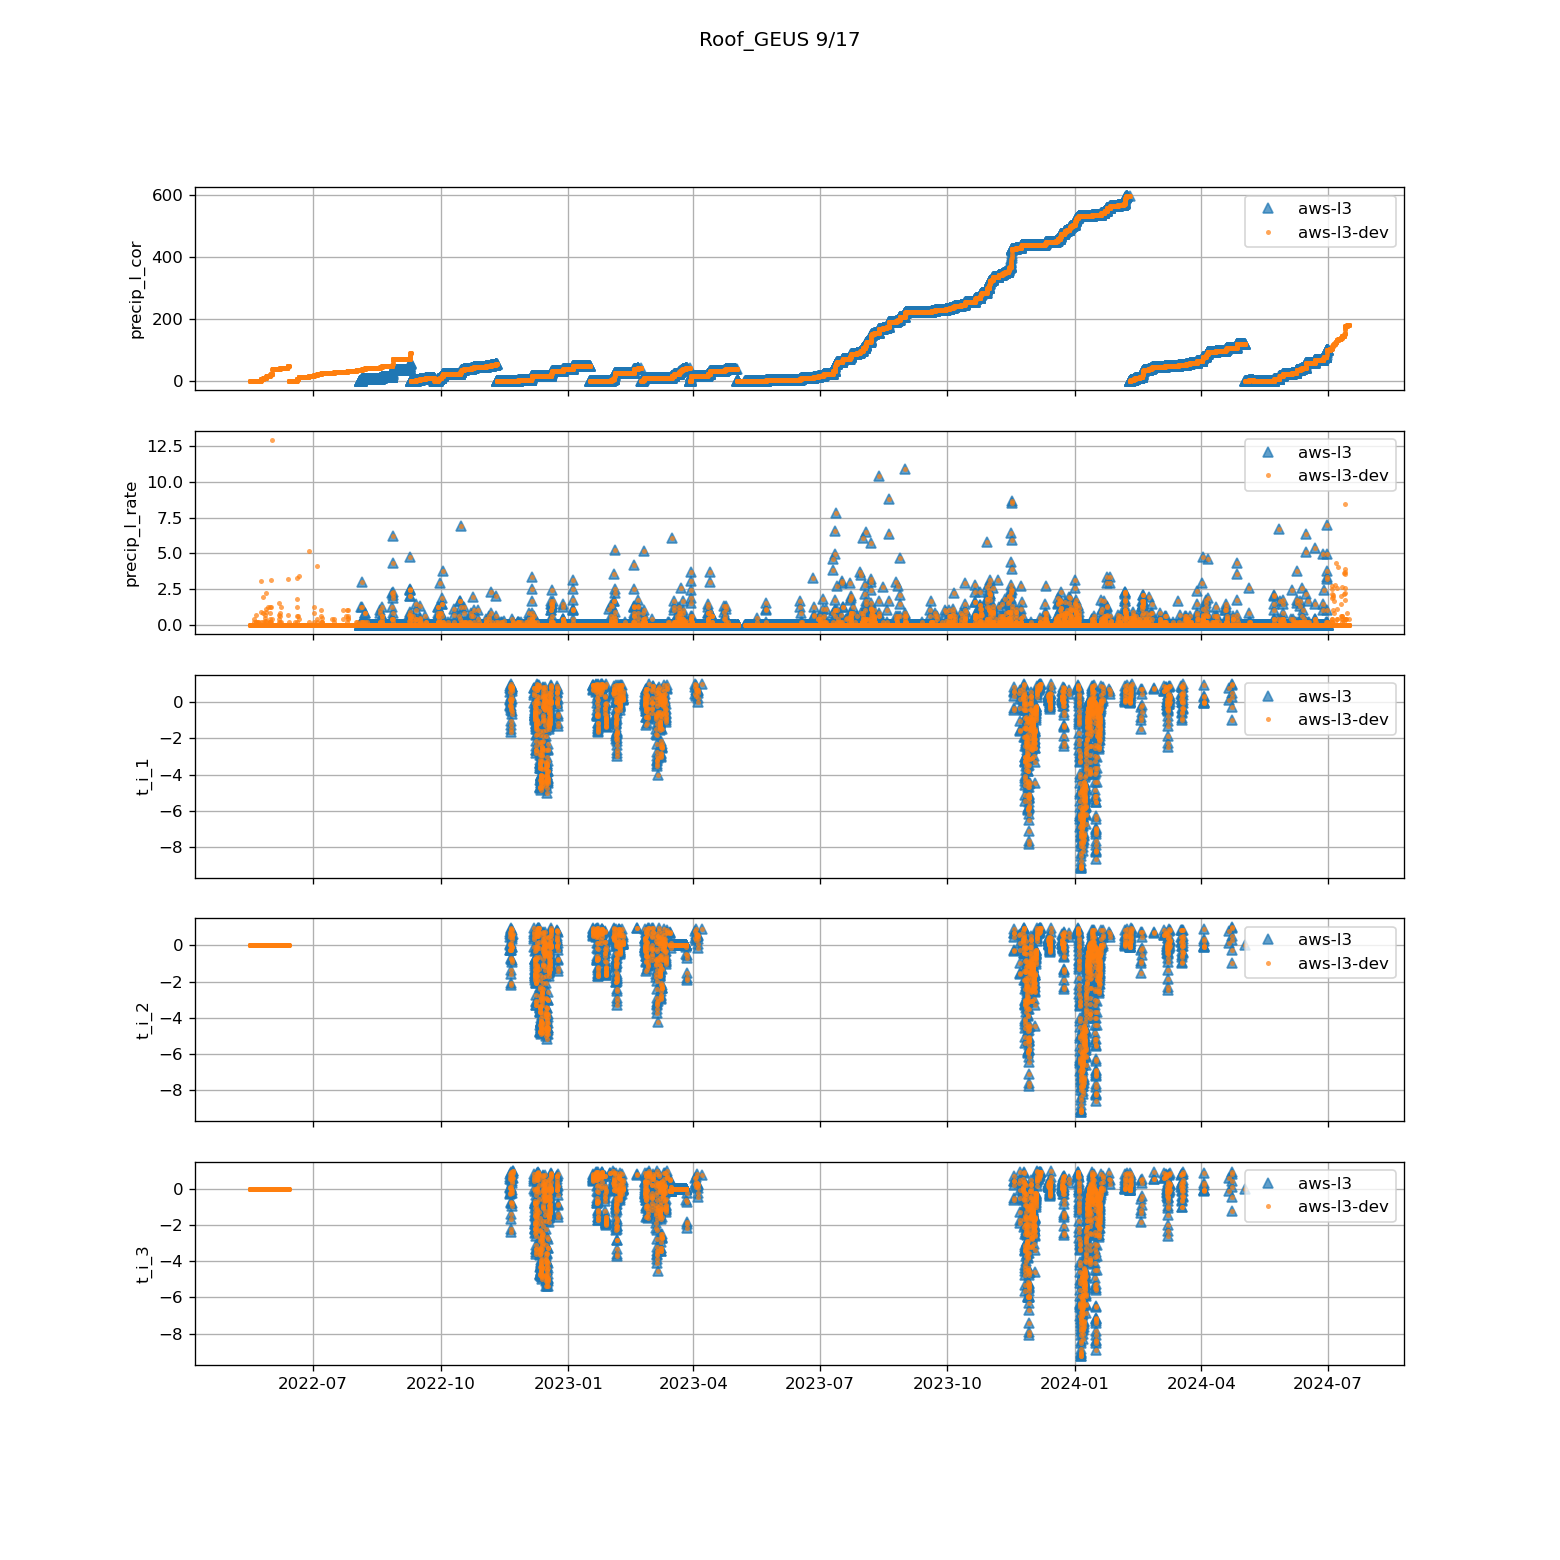 Roof_GEUS 9/17
600
400
200
0
precip_l_cor
aws-l3
aws-l3-dev
12.5
10.0
7.5
5.0
2.5
0.0
precip_l_rate
aws-l3
aws-l3-dev
0
−2
−4
−6
−8
t_i_1
aws-l3
aws-l3-dev
0
−2
−4
−6
−8
t_i_2
aws-l3
aws-l3-dev
0
−2
−4
−6
−8
t_i_3
aws-l3
aws-l3-dev
2022-07 2022-10 2023-01 2023-04 2023-07 2023-10 2024-01 2024-04 2024-07